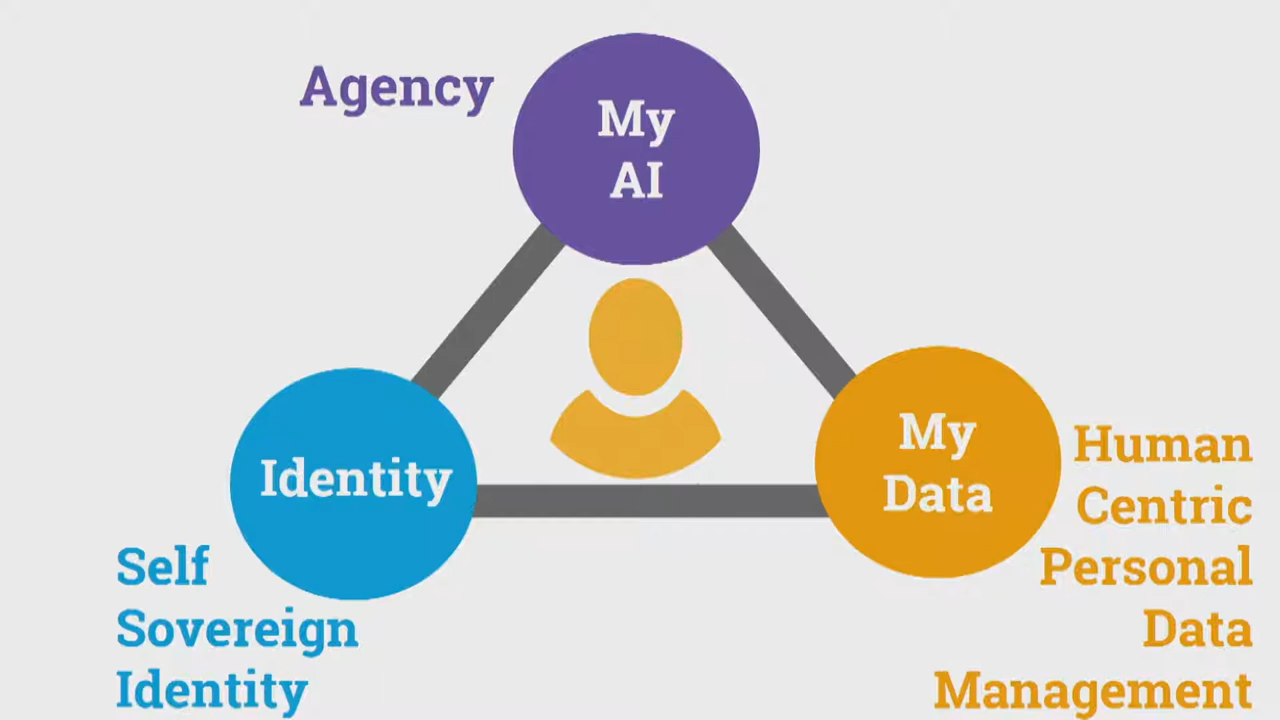 Agency
My
AI
Identity
My
Data
Self
Sovereign
Identity
Human
Centric
Personal
Data
Management